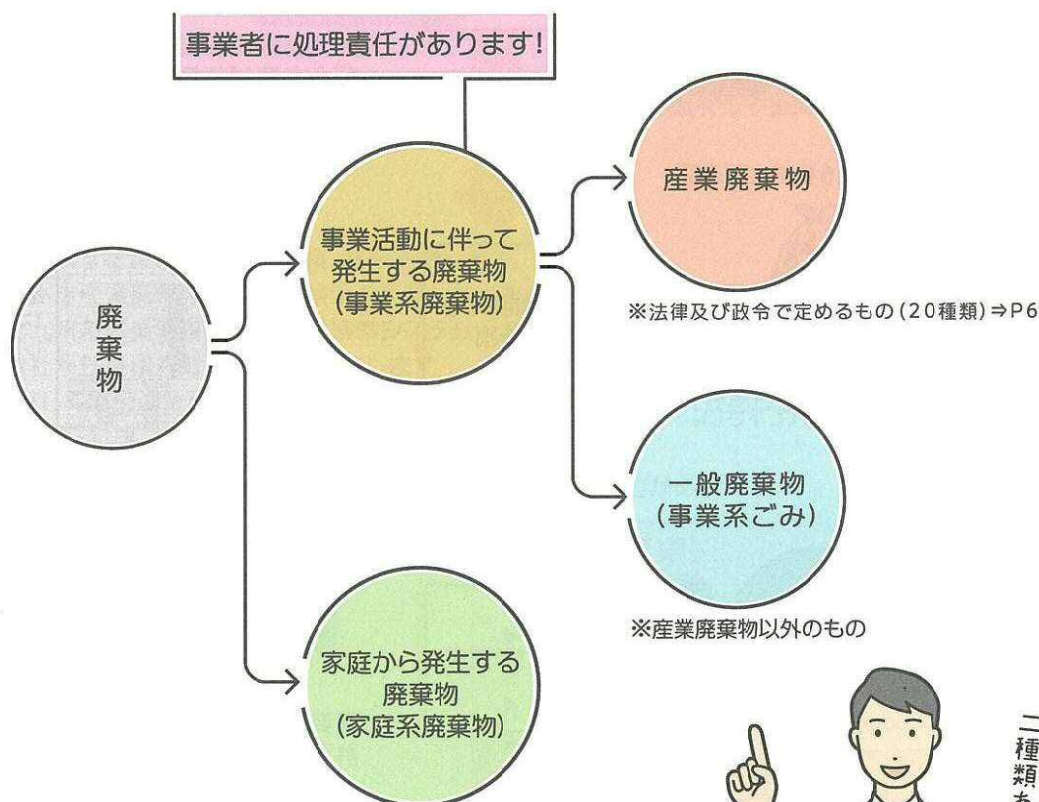 事業者に処理責任があります!
廃棄物
事業活動に伴って
発生する廃棄物
(事業系廃棄物)
産業廃棄物
※法律及び政令で定めるもの(20種類)⇒P6
一般廃棄物
(事業系ごみ)
※産業廃棄物以外のもの
家庭から発生する
廃棄物
(家庭系廃棄物)
二種類あ